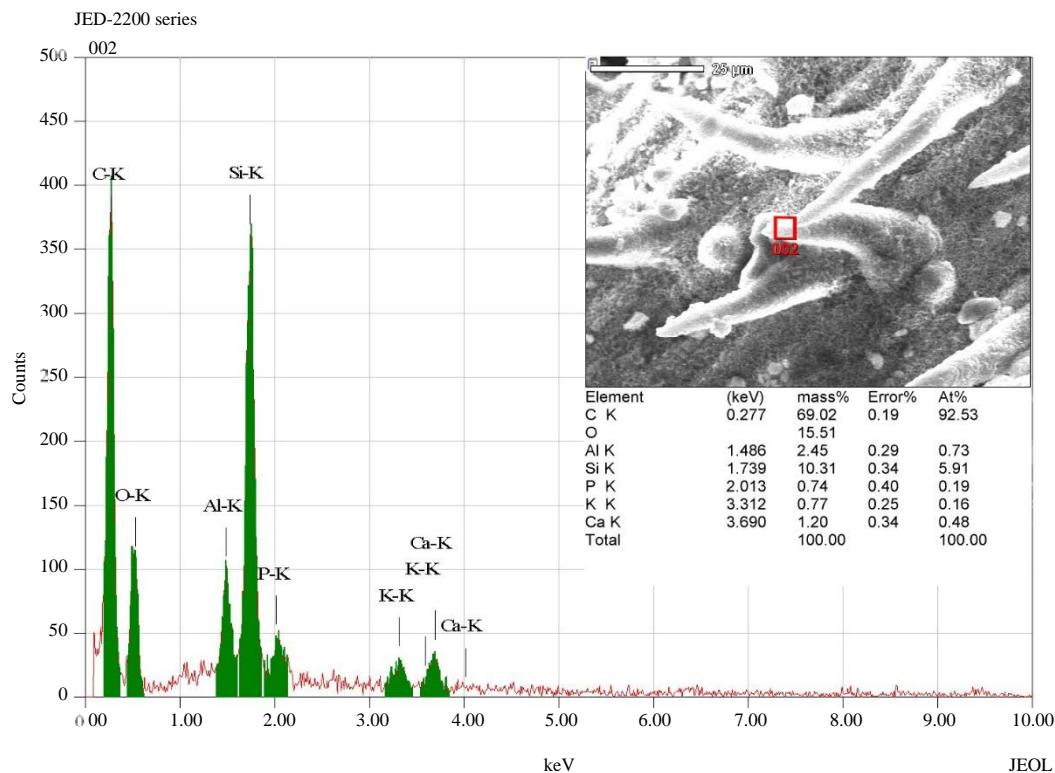 JED-2200 series
002
500
450
400
350
300
250
200
150
100
50
0
Counts
C-K
O-K
Al-K
Si-K
P-K
K-K
Ca-K
K-K
Ca-K
Ca-K
25 µm
002
Element (keV) mass% Error% At%
C K 0.277 69.02 0.19 92.53
O 15.51
Al K 1.486 2.45 0.29 0.73
Si K 1.739 10.31 0.34 5.91
P K 2.013 0.74 0.40 0.19
K K 3.312 0.77 0.25 0.16
Ca K 3.690 1.20 0.34 0.48
Total 100.00 100.00
0.00 1.00 2.00 3.00 4.00 5.00 6.00 7.00 8.00 9.00 10.00
keV
JEOL